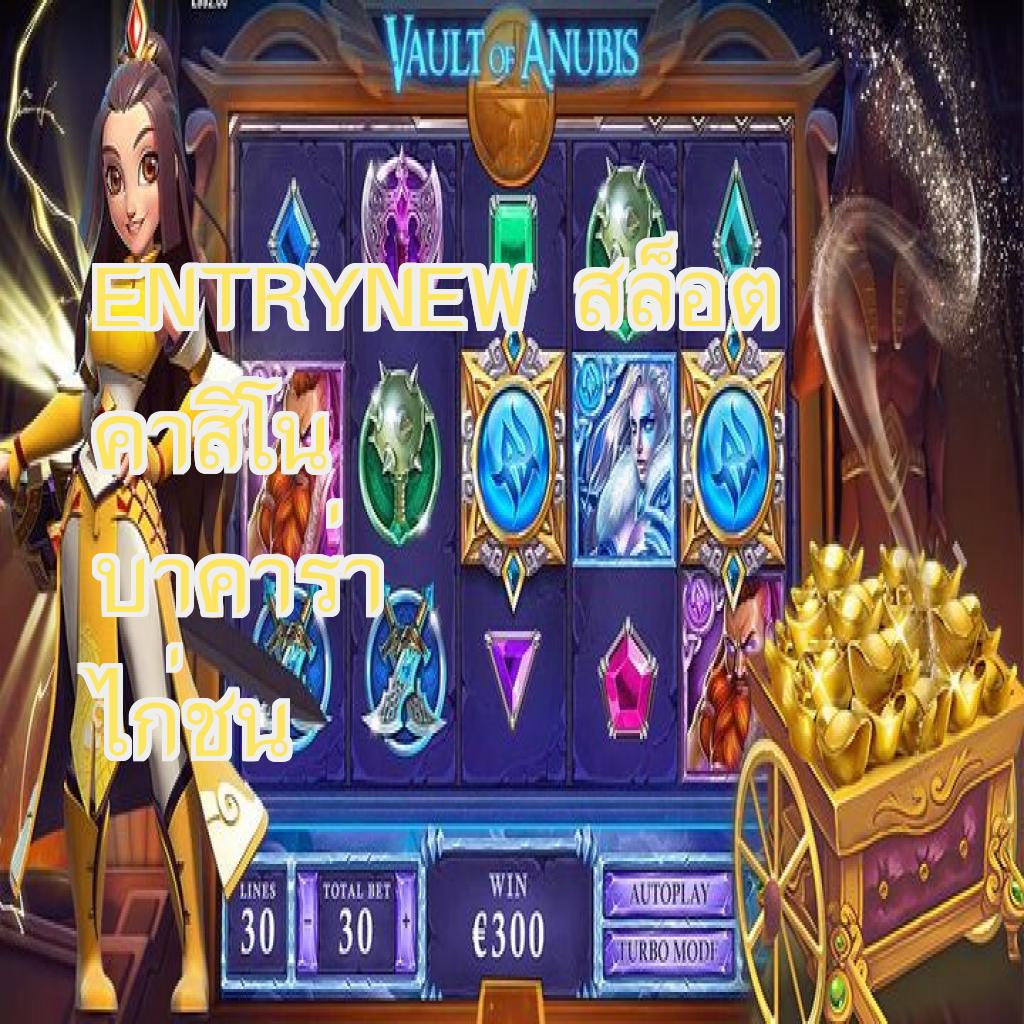 VAULT OF ANUBIS
ENTRYNEW สล็อต
คาสิโน
บาคาร่า
ไก่ชน
LINES
30
TOTAL BET
- 30 +
WIN
€300
AUTOPLAY
TURBO MODE